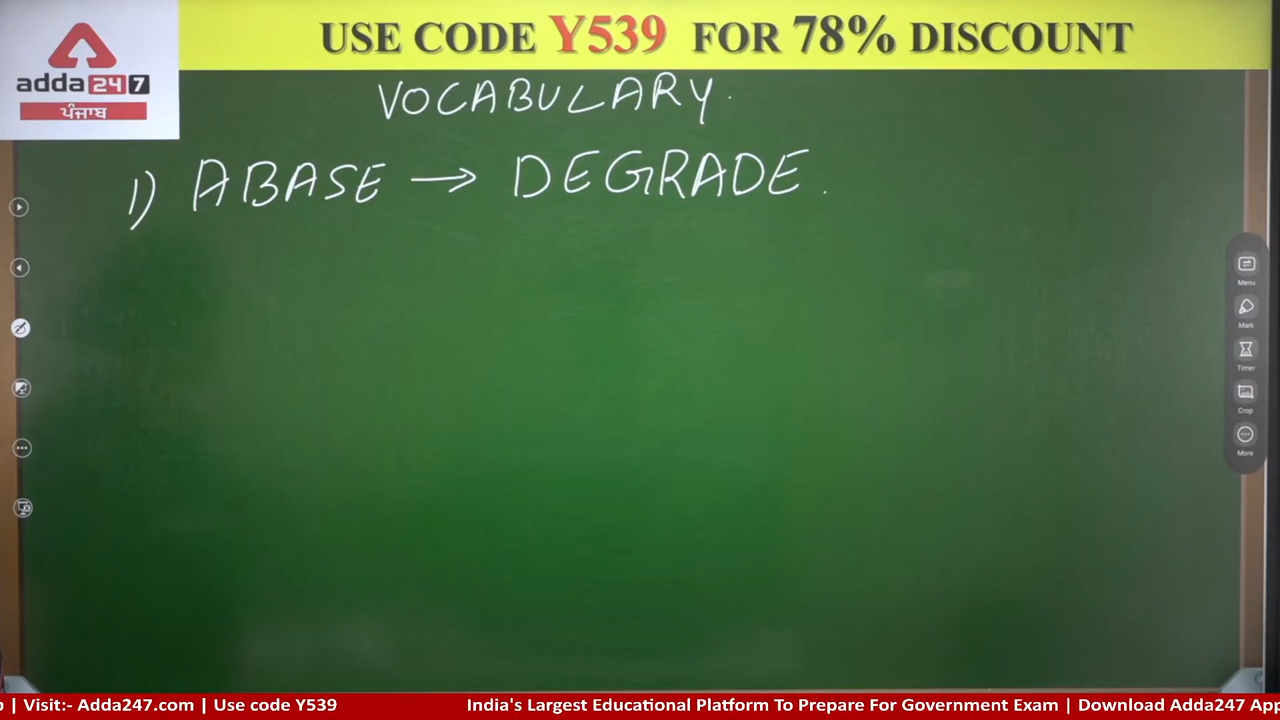 USE CODE Y539 FOR 78% DISCOUNT
adda247
ਪੰਜਾਬ
VOCABULARY.
1) ABASE → DEGRADE.
Menu
Mark
Timer
Crop
More
| Visit:- Adda247.com | Use code Y539 India's Largest Educational Platform To Prepare For Government Exam | Download Adda247 App